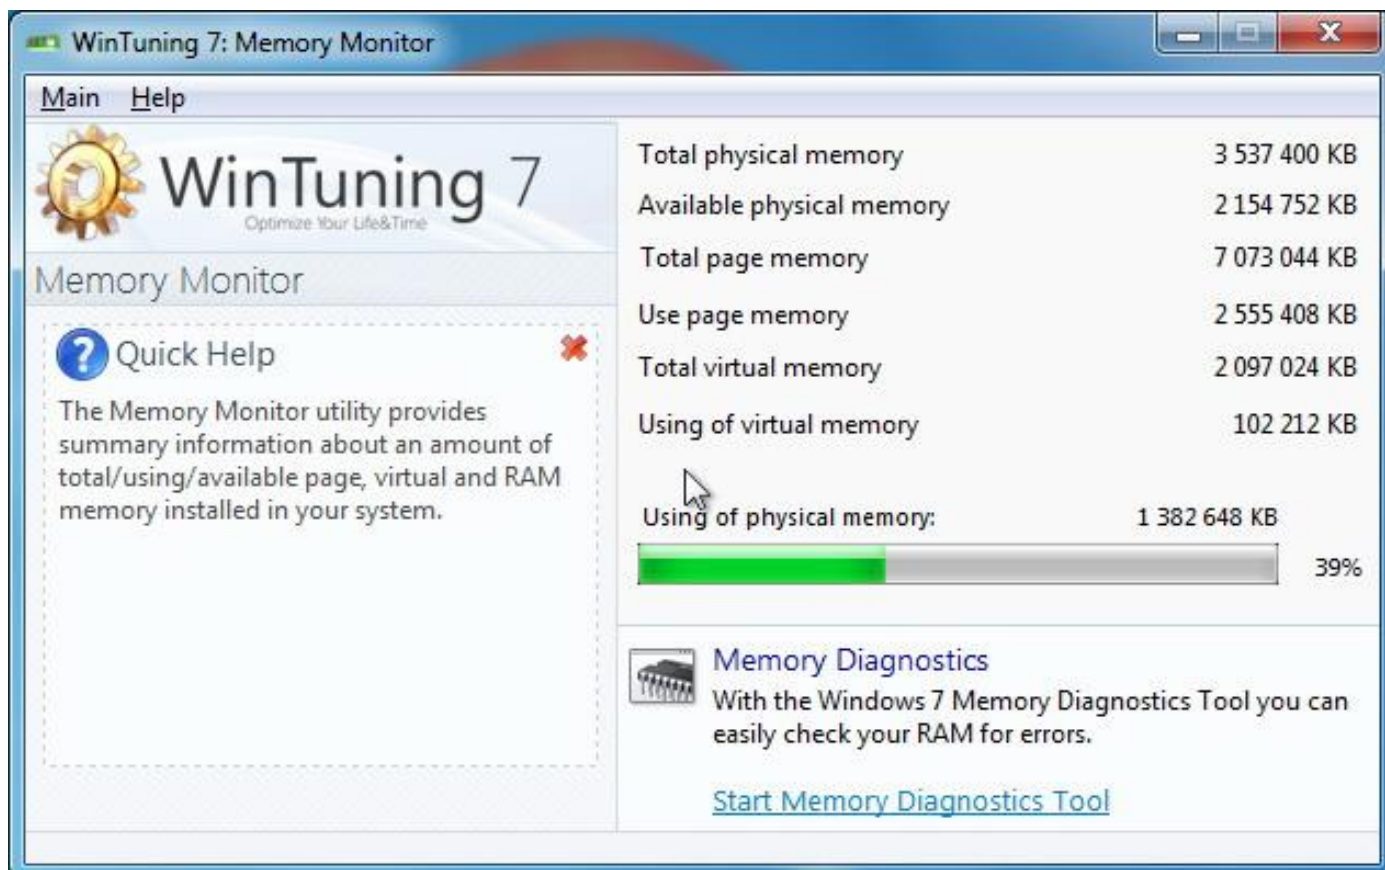 WinTuning 7: Memory Monitor
Main Help
WinTuning 7
Optimize Your Life&Time
Memory Monitor
Quick Help
The Memory Monitor utility provides
summary information about an amount of
total/using/available page, virtual and RAM
memory installed in your system.
Total physical memory 3 537 400 KB
Available physical memory 2 154 752 KB
Total page memory 7 073 044 KB
Use page memory 2 555 408 KB
Total virtual memory 2 097 024 KB
Using of virtual memory 102 212 KB
Using of physical memory: 1 382 648 KB
39%
Memory Diagnostics
With the Windows 7 Memory Diagnostics Tool you can
easily check your RAM for errors.
Start Memory Diagnostics Tool